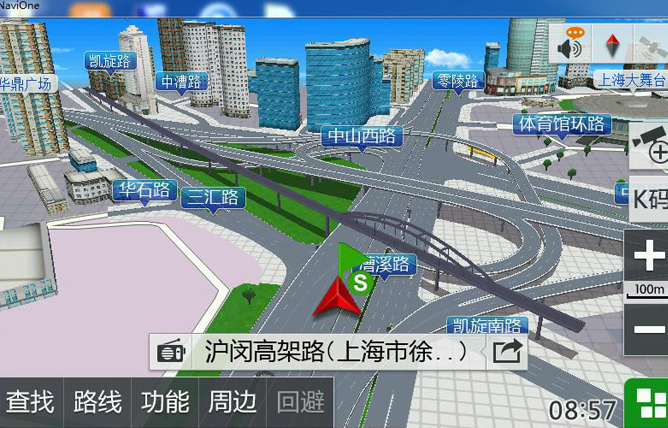 NaviOne
凯旋路
中漕路
华鼎广场
零陵路
上海大舞台
中山西路
体育馆环路
华石路
三汇路
K码
漕溪路
S
100m
凯旋南路
沪闵高架路(上海市徐..)
查找
路线
功能
周边
回避
08:57